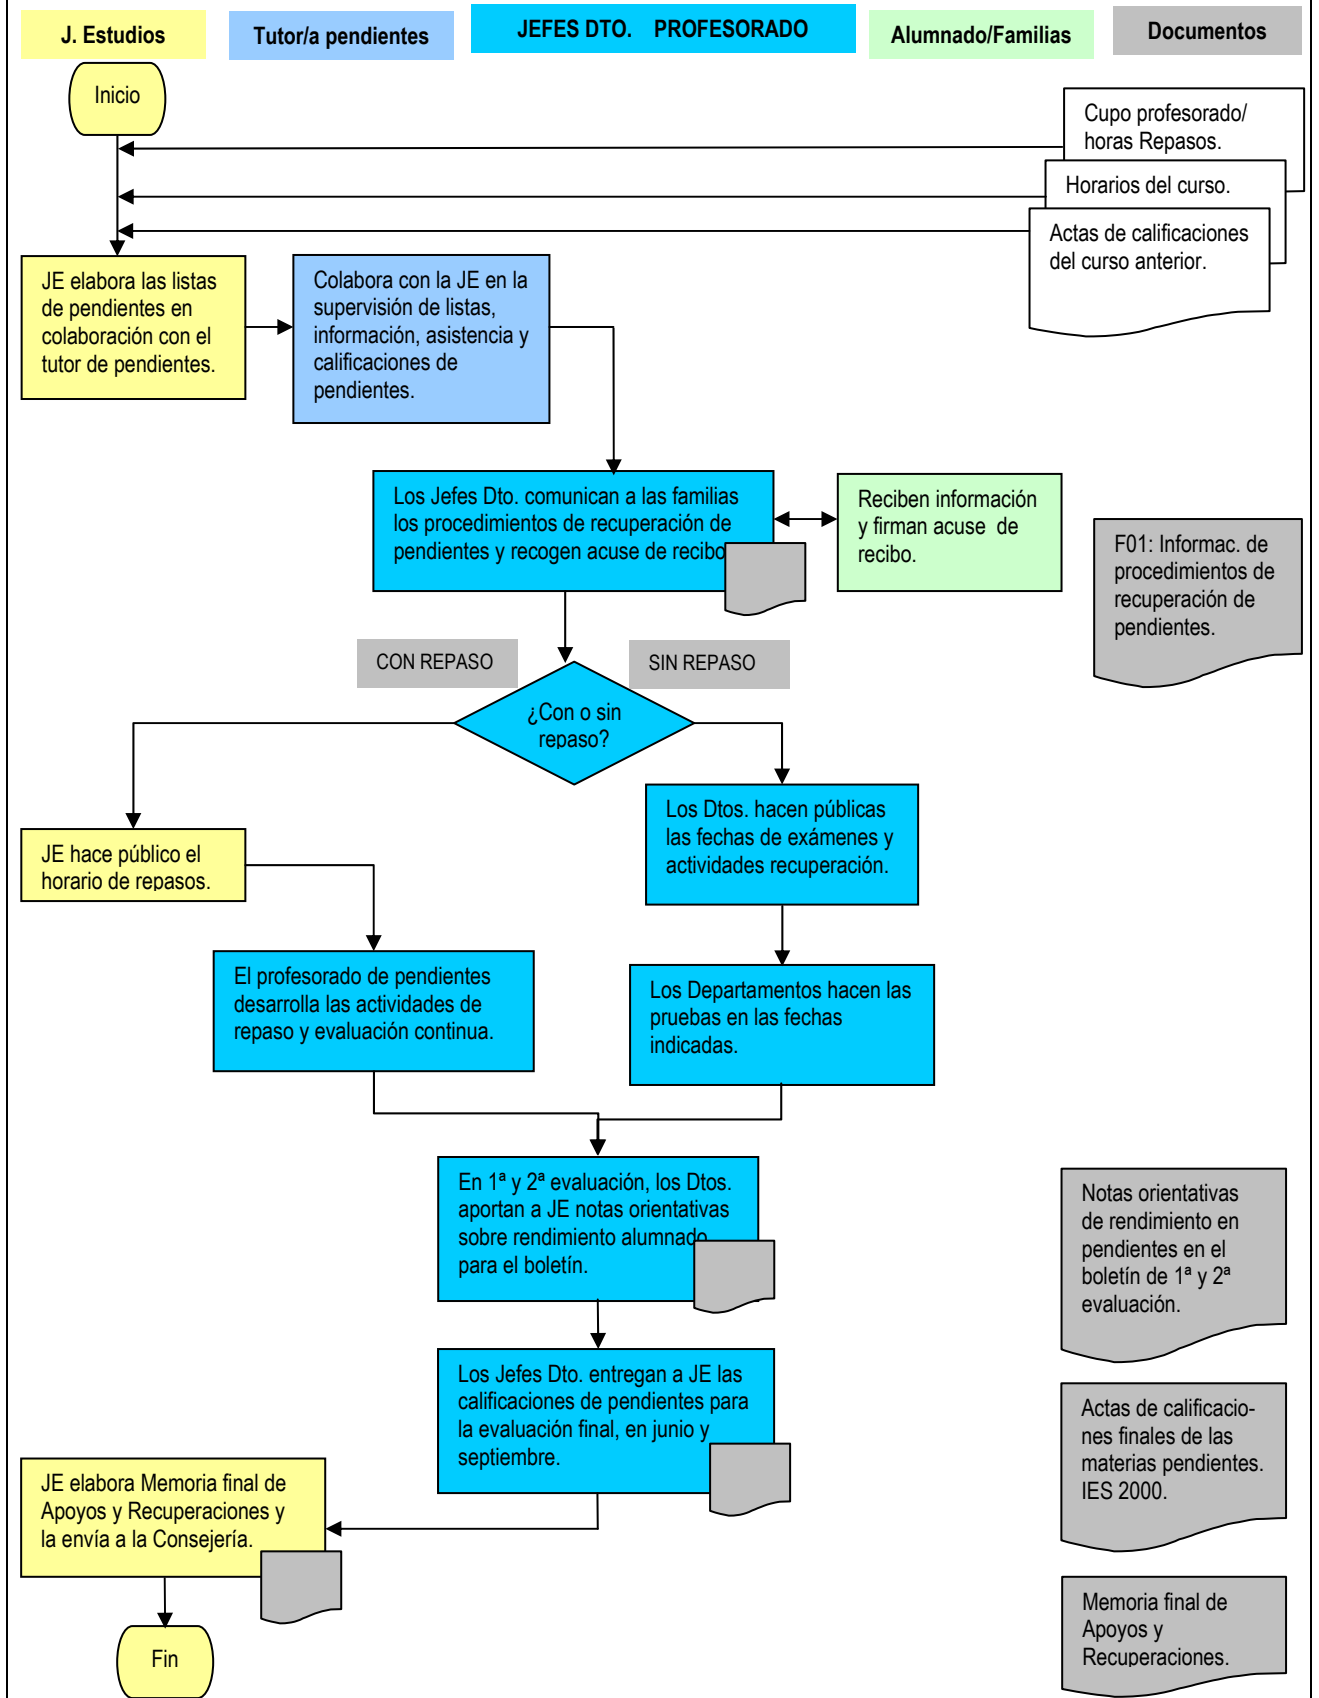 J. Estudios
Tutor/a pendientes
JEFES DTO. PROFESORADO
Alumnado/Familias
Documentos
Inicio
Cupo profesorado/
horas Repasos.
Horarios del curso.
Actas de calificaciones
del curso anterior.
JE elabora las listas
de pendientes en
colaboración con el
tutor de pendientes.
Colabora con la JE en la
supervisión de listas,
información, asistencia y
calificaciones de
pendientes.
Los Jefes Dto. comunican a las familias
los procedimientos de recuperación de
pendientes y recogen acuse de recibo
Reciben información
y firman acuse de
recibo.
F01: Informac. de
procedimientos de
recuperación de
pendientes.
CON REPASO
SIN REPASO
¿Con o sin
repaso?
Los Dtos. hacen públicas
las fechas de exámenes y
actividades recuperación.
JE hace público el
horario de repasos.
El profesorado de pendientes
desarrolla las actividades de
repaso y evaluación continua.
Los Departamentos hacen las
pruebas en las fechas
indicadas.
En 1ª y 2ª evaluación, los Dtos.
aportan a JE notas orientativas
sobre rendimiento alumnado
para el boletín.
Notas orientativas
de rendimiento en
pendientes en el
boletín de 1ª y 2ª
evaluación.
Los Jefes Dto. entregan a JE las
calificaciones de pendientes para
la evaluación final, en junio y
septiembre.
Actas de calificacio-
nes finales de las
materias pendientes.
IES 2000.
JE elabora Memoria final de
Apoyos y Recuperaciones y
la envía a la Consejería.
Memoria final de
Apoyos y
Recuperaciones.
Fin